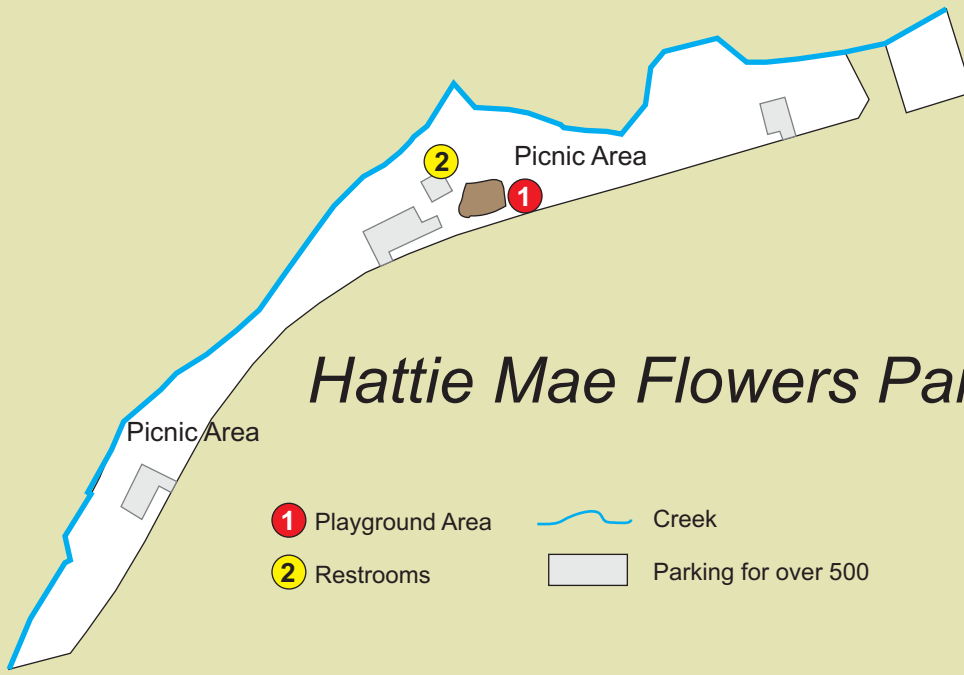 2
Picnic Area
1
Hattie Mae Flowers Par
Picnic Area
1 Playground Area
Creek
2 Restrooms
Parking for over 500